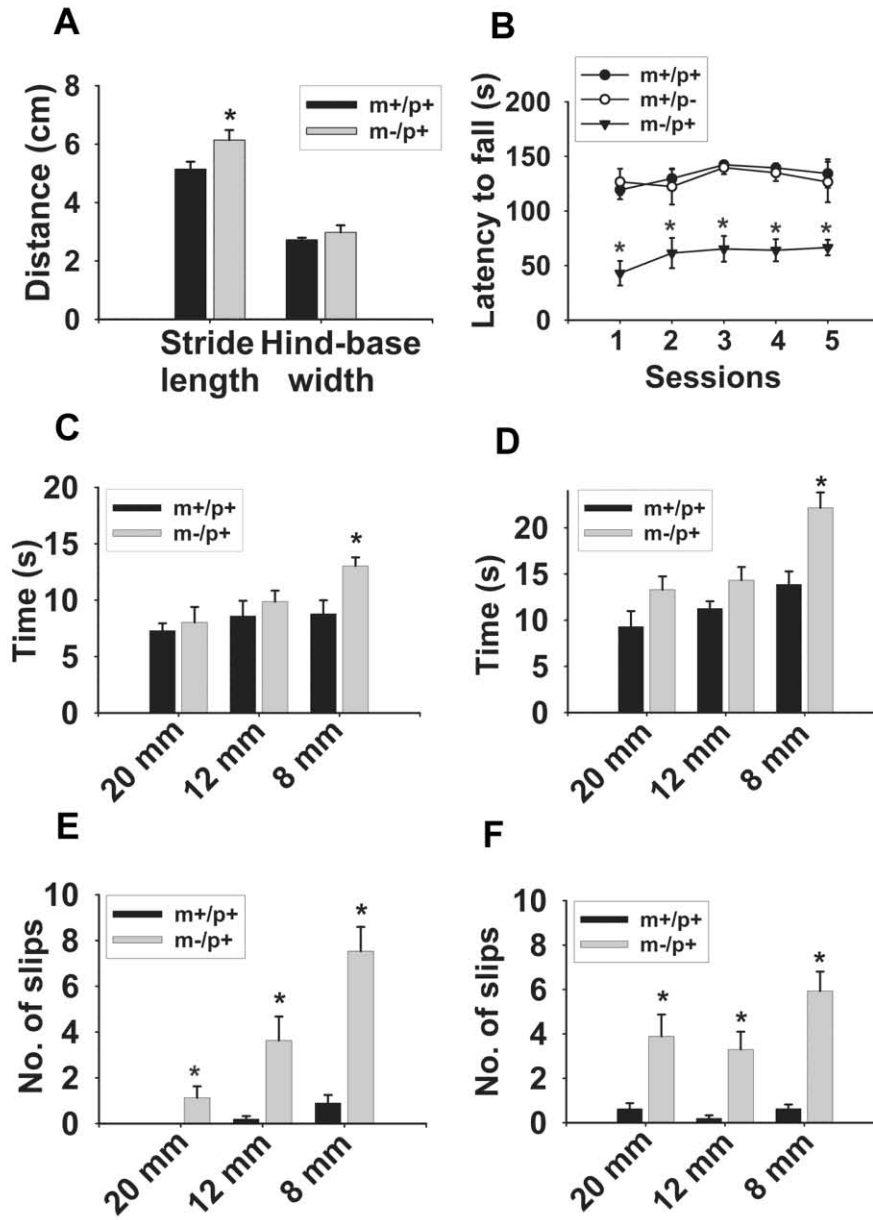 A
Distance (cm)
8
6
4
2
0
*
m+/p+
m-/p+
Stride Hind-base
length width
B
Latency to fall (s)
200
150
100
50
0
m+/p+
m+/p-
m-/p+
* * * * *
1 2 3 4 5
Sessions
C
Time (s)
20
15
10
5
0
m+/p+
m-/p+
*
20 mm
12 mm
8 mm
D
Time (s)
20
15
10
5
0
m+/p+
m-/p+
*
20 mm
12 mm
8 mm
E
No. of slips
10
8
6
4
2
0
m+/p+
m-/p+
*
*
*
20 mm
12 mm
8 mm
F
No. of slips
10
8
6
4
2
0
m+/p+
m-/p+
*
*
*
20 mm
12 mm
8 mm